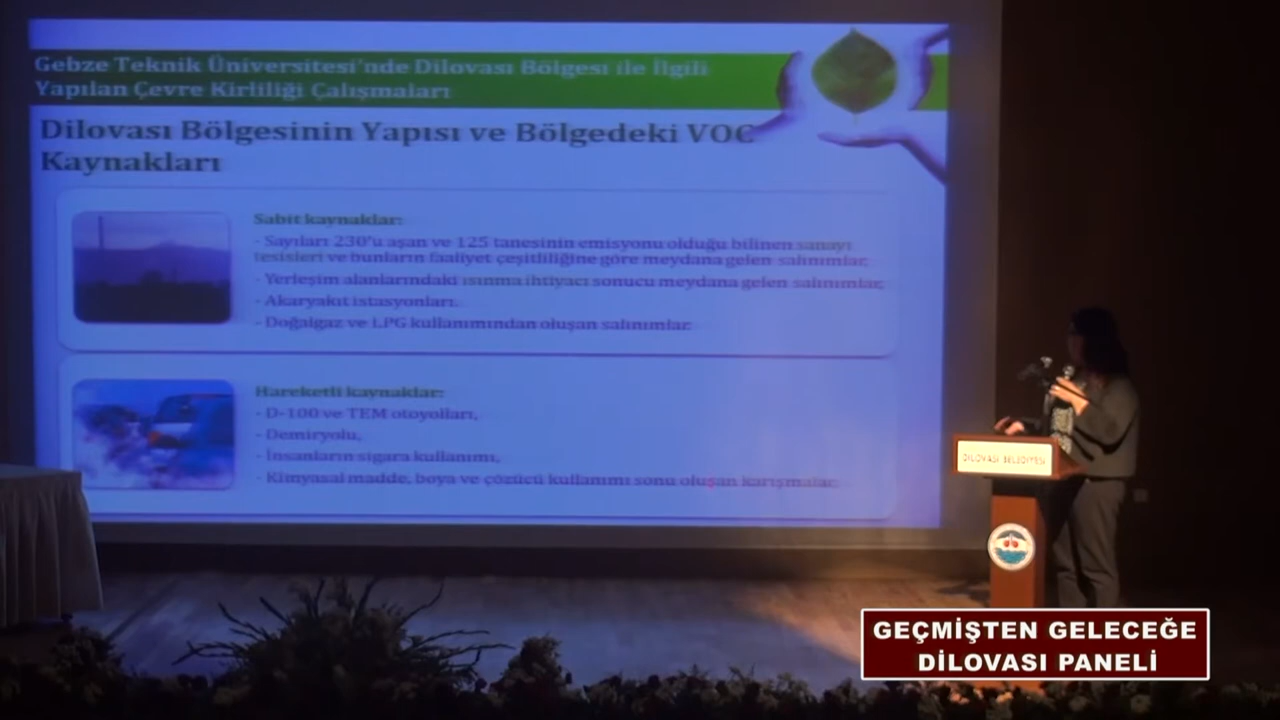 Gebze Teknik Üniversitesi'nde Dilovası Bölgesi ile İlgili
Yapılan Çevre Kirliliği Çalışmaları
Dilovası Bölgesinin Yapısı ve Bölgedeki VOC
Kaynakları
Sabit kaynaklar:
- Sayıları 230'u aşan ve 125 tanesinin emisyonu olduğu bilinen sanayi
tesisleri ve bunların faaliyet çeşitliliğine göre meydana gelen salınımlar,
- Yerleşim alanlarındaki ısınma ihtiyacı sonucu meydana gelen salınımlar,
- Akaryakıt istasyonları,
- Doğalgaz ve LPG kullanımından oluşan salınımlar.
Hareketli kaynaklar:
- D-100 ve TEM otoyolları,
- Demiryolu,
- İnsanların sigara kullanımı,
- Kimyasal madde, boya ve çözücü kullanımı sonu oluşan karışmalar.
DİLOVASI BELEDİYESİ
GEÇMİŞTEN GELECEĞE
DİLOVASI PANELİ